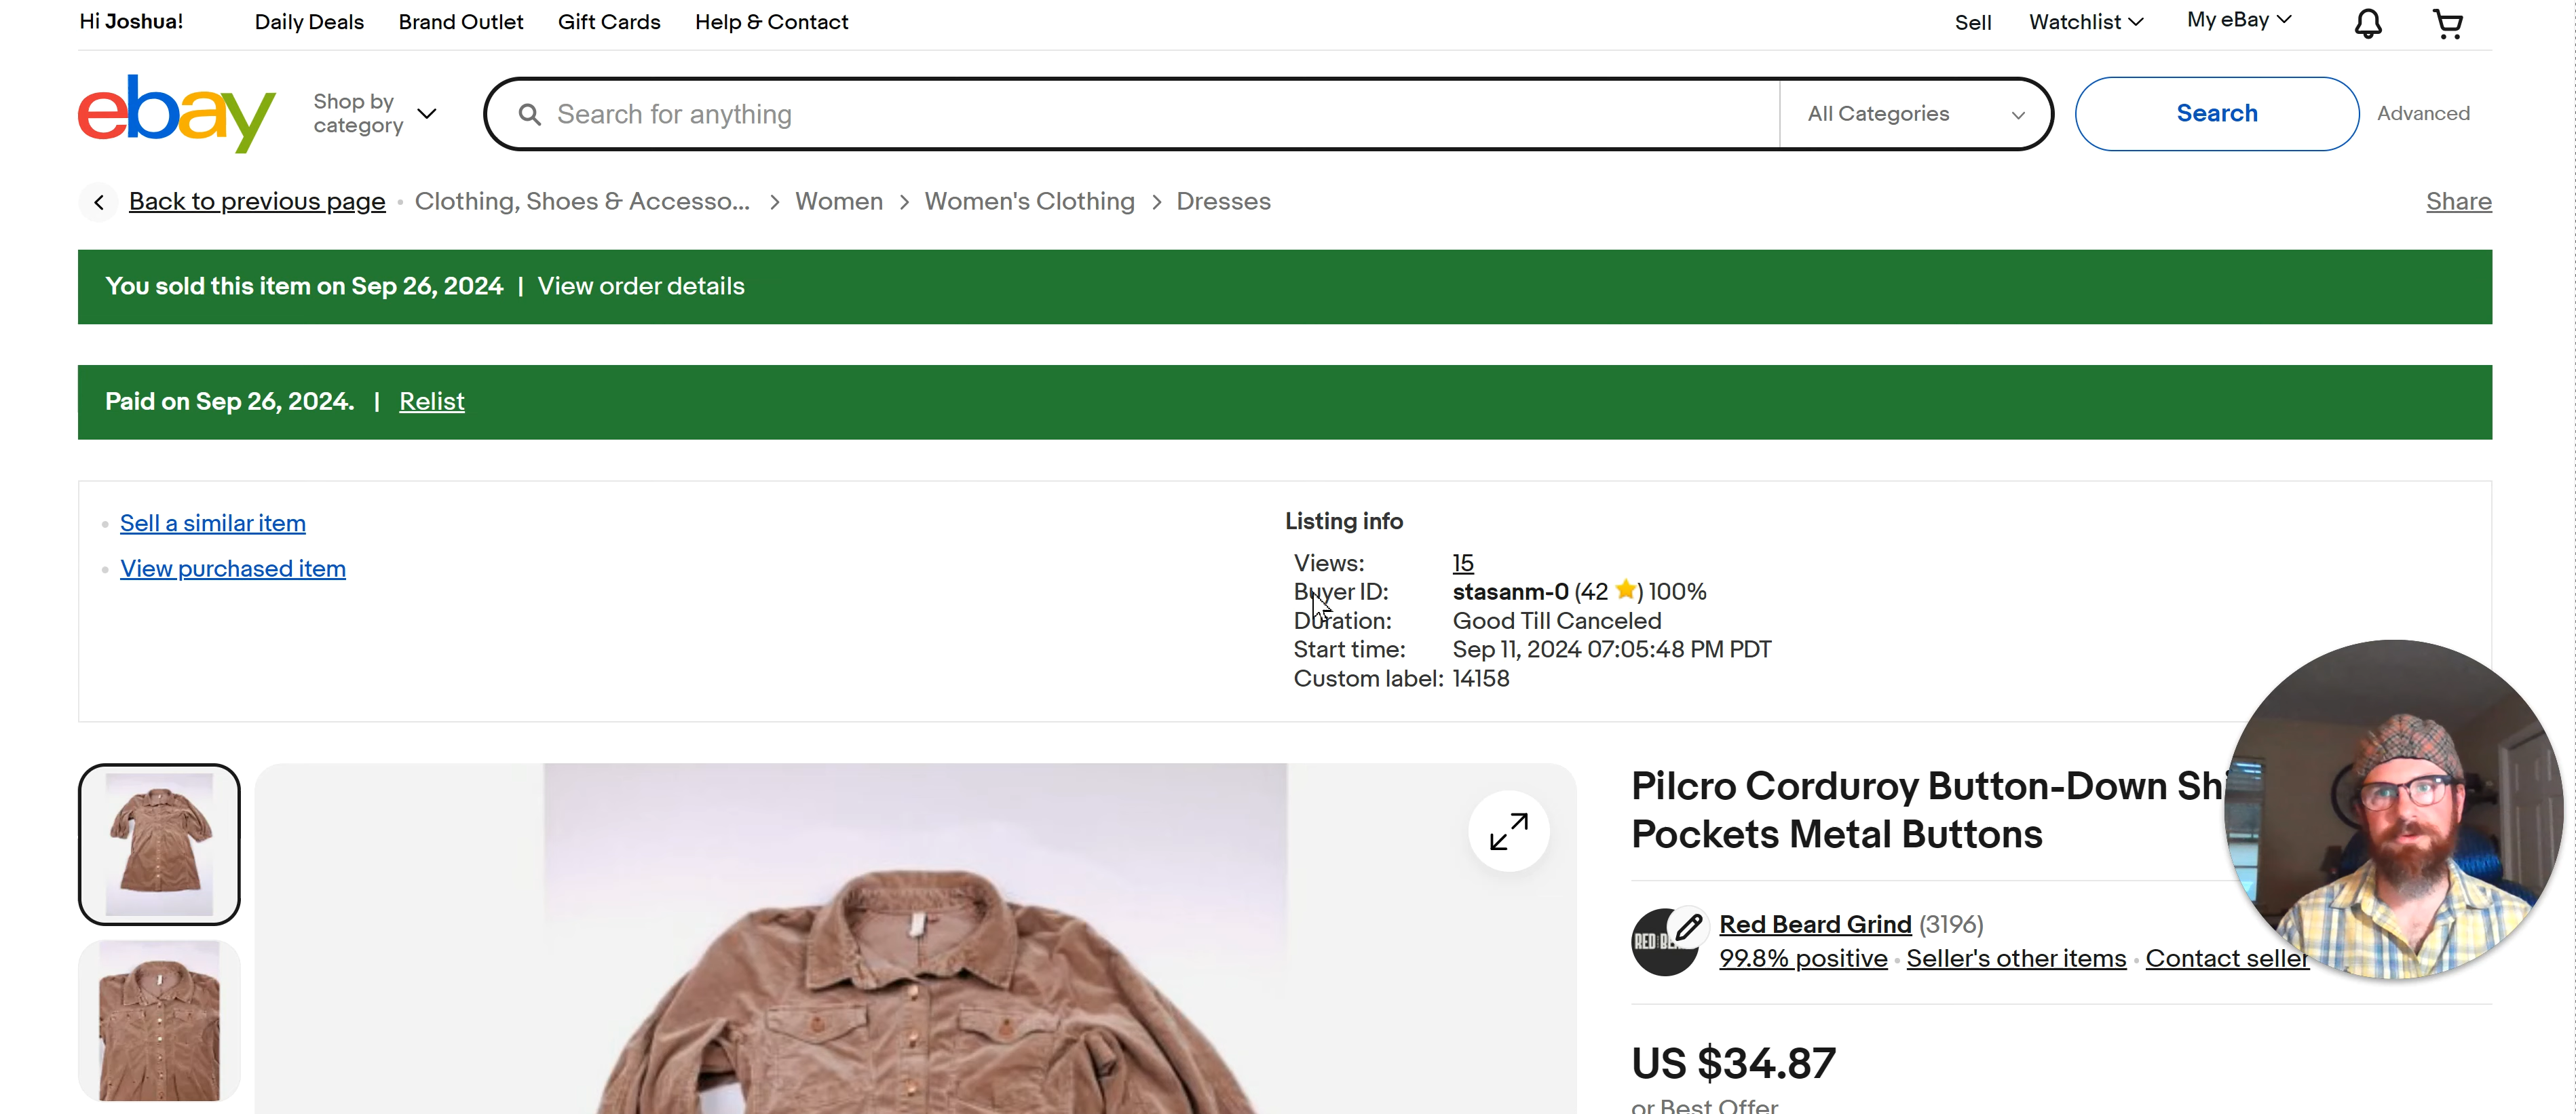 Hi Joshua! Daily Deals Brand Outlet Gift Cards Help & Contact Sell Watchlist My eBay
ebay
Shop by category
Search for anything
All Categories
Search
Advanced
Back to previous page • Clothing, Shoes & Accesso... > Women > Women's Clothing > Dresses
Share
You sold this item on Sep 26, 2024 | View order details
Paid on Sep 26, 2024. | Relist
• Sell a similar item
• View purchased item
Listing info
Views: 15
Buyer ID: stasanm-0 (42 ⭐) 100%
Duration: Good Till Canceled
Start time: Sep 11, 2024 07:05:48 PM PDT
Custom label: 14158
Pilcro Corduroy Button-Down
Pockets Metal Buttons
Red Beard Grind (3196)
99.8% positive • Seller's other items • Contact seller
US $34.87
or Best Offer